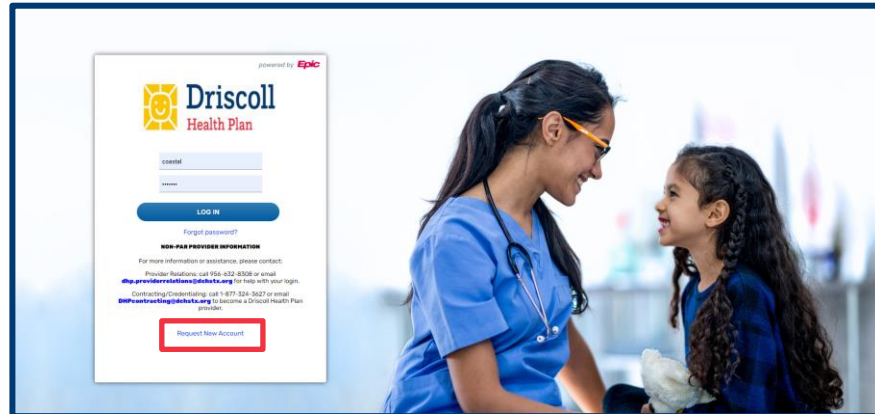 powered by Epic
Driscoll
Health Plan
coastal
•••••••
LOG IN
Forgot password?
NON-PAR PROVIDER INFORMATION
For more information or assistance, please contact:
Provider Relations: call 956-632-8308 or email
dhp.providerrelations@dchstx.org for help with your login.
Contracting/Credentialing: call 1-877-324-3627 or email
DHPcontracting@dchstx.org to become a Driscoll Health Plan
provider.
Request New Account